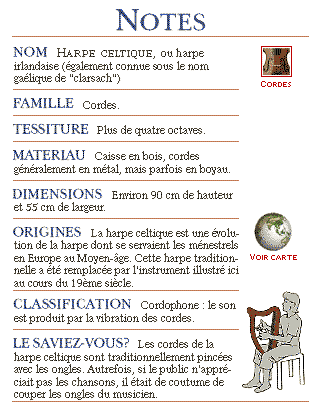 NOTES
NOM HARPE CELTIQUE, ou harpe
irlandaise (également connue sous le nom
gaélique de "clarsach")
CORDES
FAMILLE Cordes.
TESSITURE Plus de quatre octaves.
MATERIAU Caisse en bois, cordes
généralement en métal, mais parfois en boyau.
DIMENSIONS Environ 90 cm de hauteur
et 55 cm de largeur.
ORIGINES La harpe celtique est une évolu-
tion de la harpe dont se servaient les ménestrels
en Europe au Moyen-âge. Cette harpe tradition-
nelle a été remplacée par l'instrument illustré ici
au cours du 19ème siècle.
VOIR CARTE
CLASSIFICATION Cordophone : le son
est produit par la vibration des cordes.
LE SAVIEZ-VOUS? Les cordes de la
harpe celtique sont traditionnellement pincées
avec les ongles. Autrefois, si le public n'appré-
ciait pas les chansons, il était de coutume de
couper les ongles du musicien.